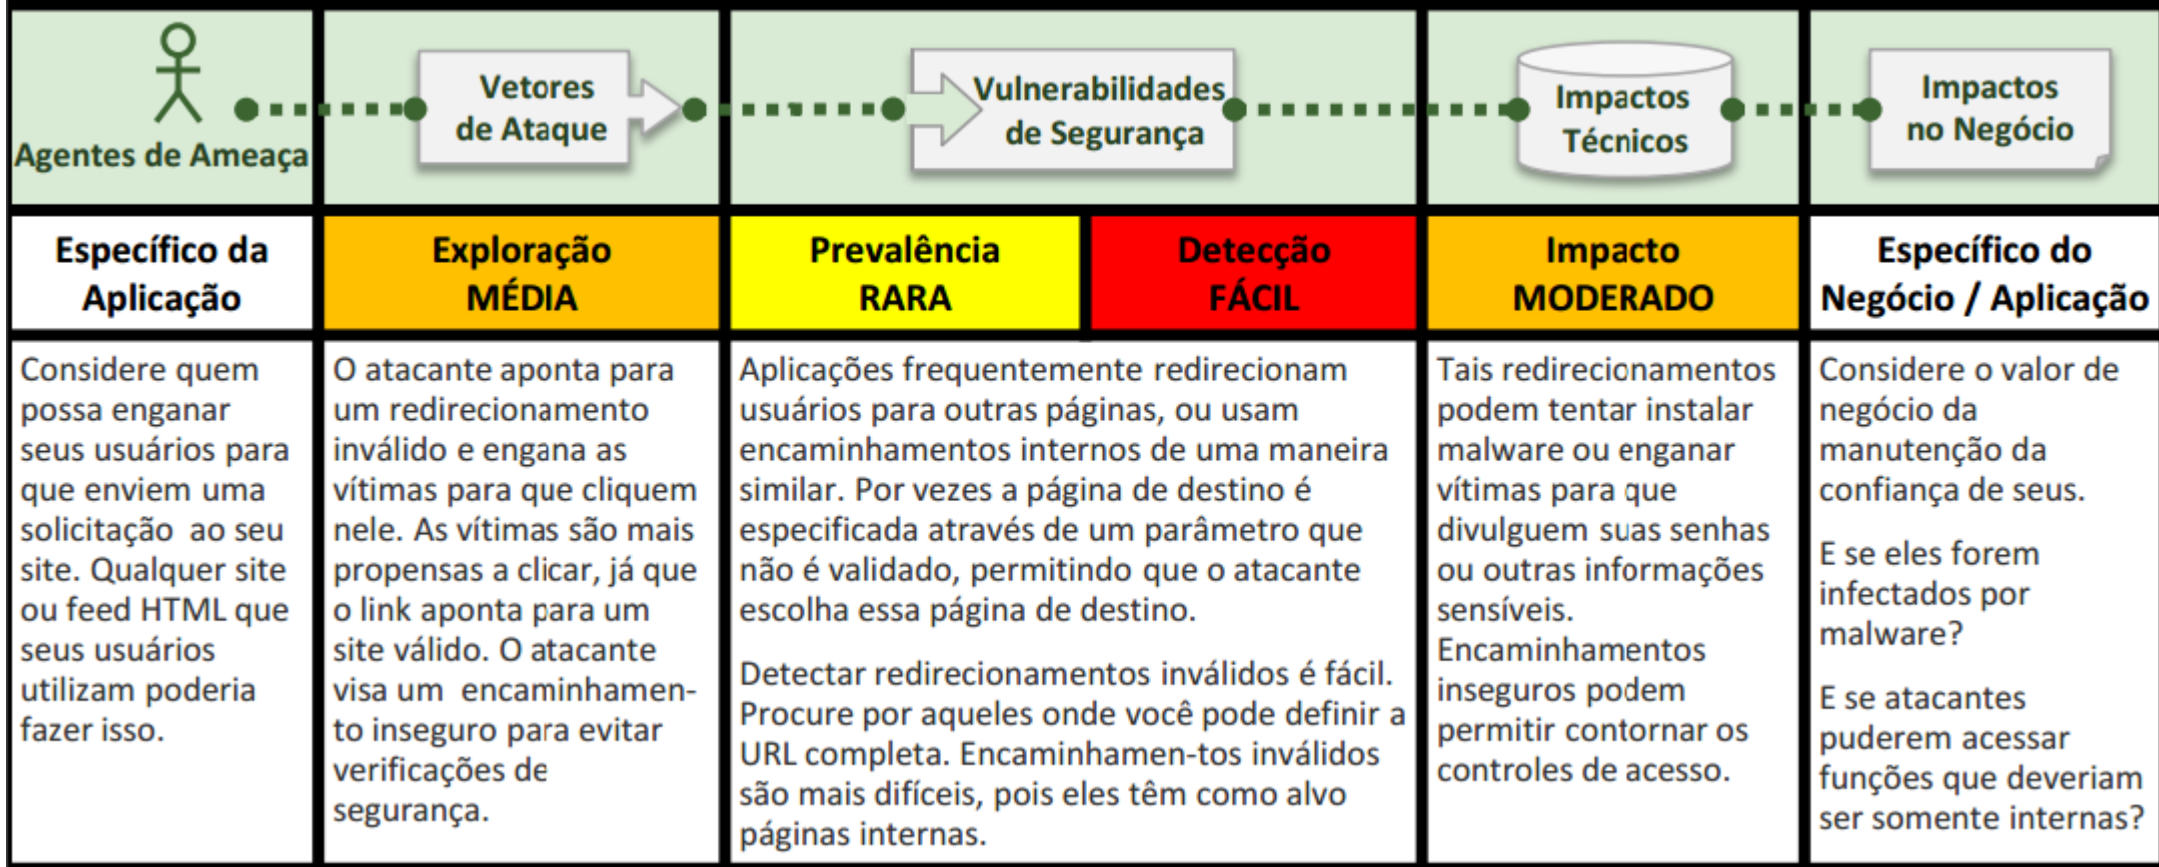 Agentes de Ameaça
Vetores
de Ataque
Vulnerabilidades
de Segurança
Impactos
Técnicos
Impactos
no Negócio
Específico da
Aplicação
Exploração
MÉDIA
Prevalência
RARA
Detecção
FÁCIL
Impacto
MODERADO
Específico do
Negócio / Aplicação
Considere quem
possa enganar
seus usuários para
que enviem uma
solicitação ao seu
site. Qualquer site
ou feed HTML que
seus usuários
utilizam poderia
fazer isso.
O atacante aponta para
um redirecionamento
inválido e engana as
vítimas para que cliquem
nele. As vítimas são mais
propensas a clicar, já que
o link aponta para um
site válido. O atacante
visa um encaminhamen-
to inseguro para evitar
verificações de
segurança.
Aplicações frequentemente redirecionam
usuários para outras páginas, ou usam
encaminhamentos internos de uma maneira
similar. Por vezes a página de destino é
especificada através de um parâmetro que
não é validado, permitindo que o atacante
escolha essa página de destino.
Detectar redirecionamentos inválidos é fácil.
Procure por aqueles onde você pode definir a
URL completa. Encaminhamen-tos inválidos
são mais difíceis, pois eles têm como alvo
páginas internas.
Tais redirecionamentos
podem tentar instalar
malware ou enganar
vítimas para que
divulguem suas senhas
ou outras informações
sensíveis.
Encaminhamentos
inseguros podem
permitir contornar os
controles de acesso.
Considere o valor de
negócio da
manutenção da
confiança de seus.
E se eles forem
infectados por
malware?
E se atacantes
puderem acessar
funções que deveriam
ser somente internas?